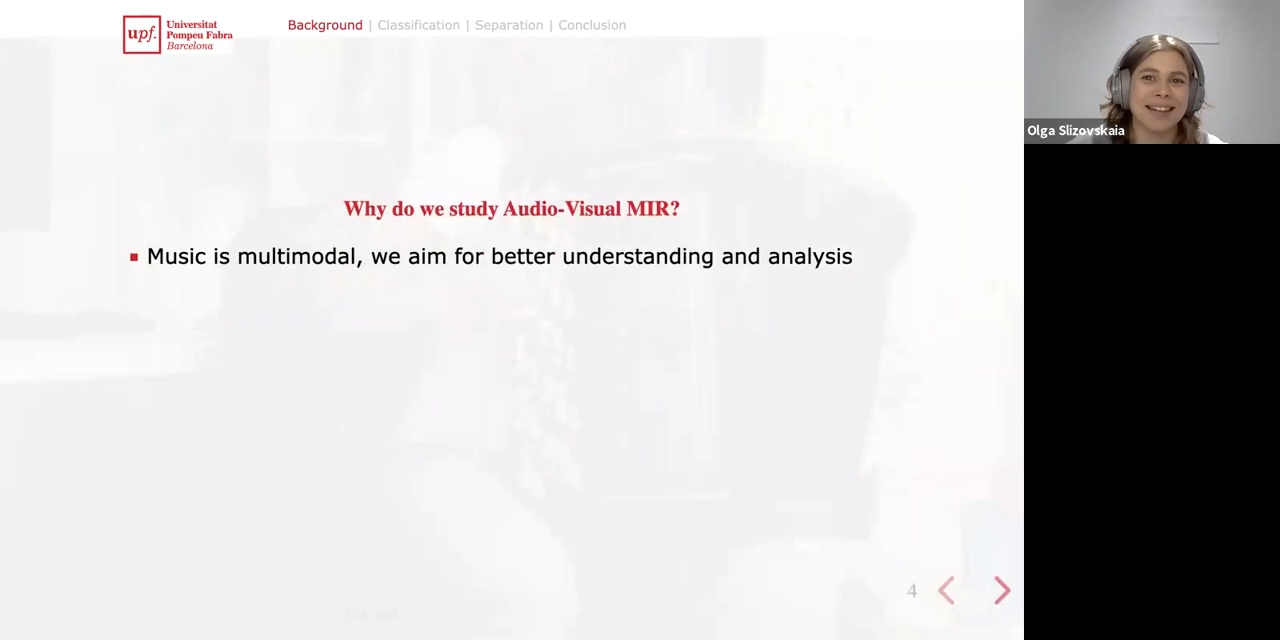 upf.
Universitat
Pompeu Fabra
Barcelona
Background | Classification | Separation | Conclusion
Olga Slizovskaia
Why do we study Audio-Visual MIR?
Music is multimodal, we aim for better understanding and analysis
4